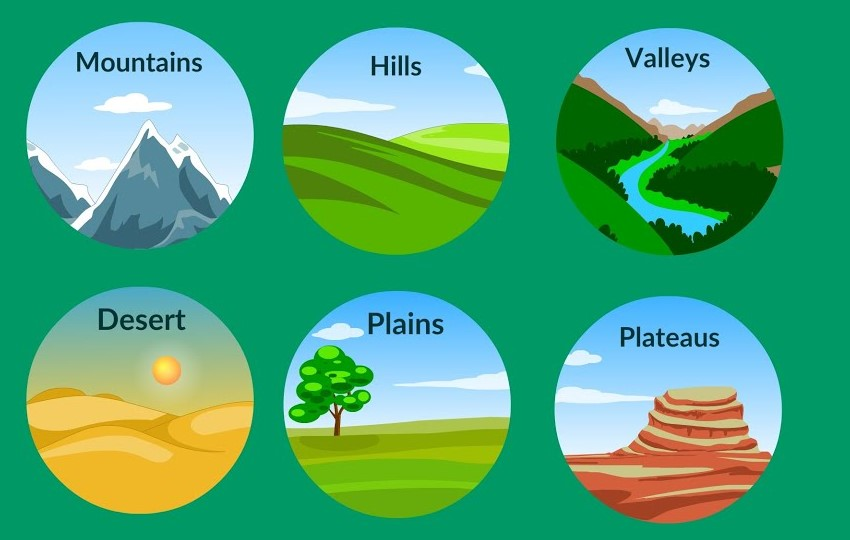 Mountains
Hills
Valleys
Desert
Plains
Plateaus